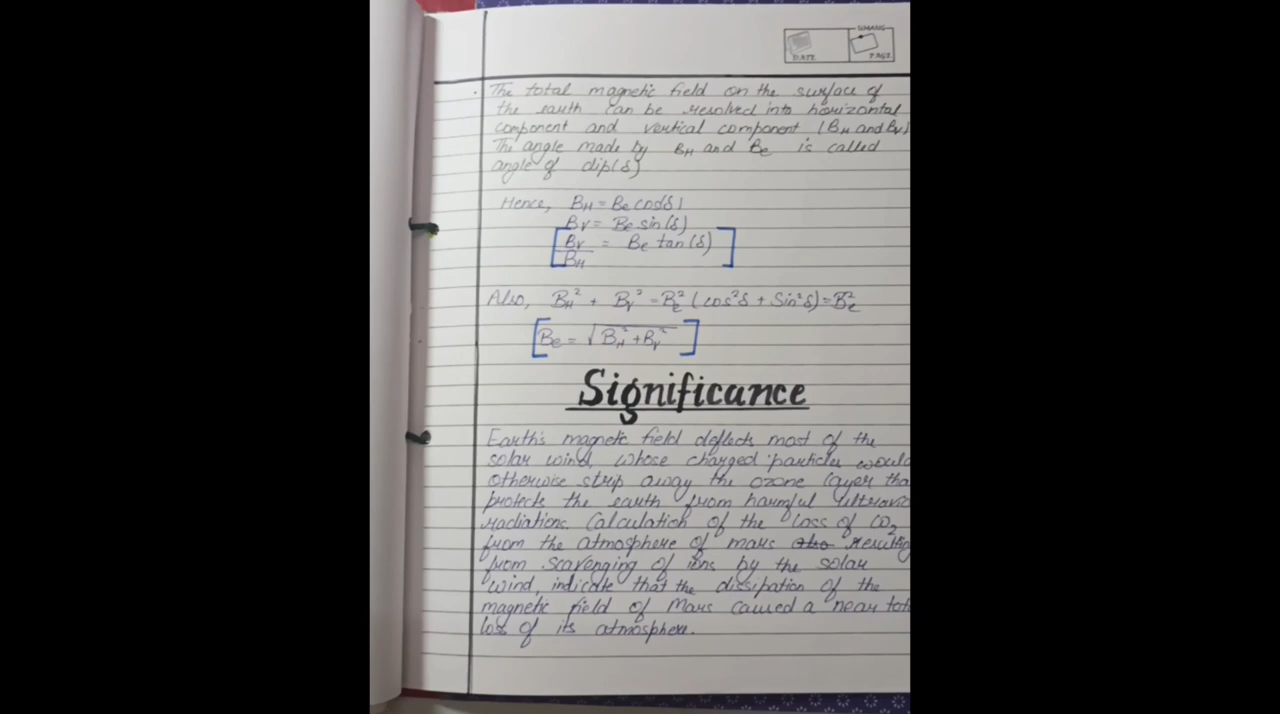 UMANG
DATE
PAGE
The total magnetic field on the surface of
the earth can be resolved into horizontal
component and vertical component (BH and BV)
The angle made by BH and Be is called
angle of dip(δ)
Hence, BH = Be cos(δ)
BV = Be sin(δ)
[BV/BH = Be tan(δ)]
Also, BH² + BV² = Be² (cos²δ + Sin²δ) = Be²
[Be = √BH² + BV²]
Significance
Earth's magnetic field deflects most of the
solar wind, whose charged particles would
otherwise strip away the ozone layer tha
protects the earth from harmful ultravio
radiations. Calculation of the loss of CO₂
from the atmosphere of mars also resulting
from scavenging of ions by the solar
wind, indicate that the dissipation of the
magnetic field of Mars caused a near tot
loss of its atmosphere.